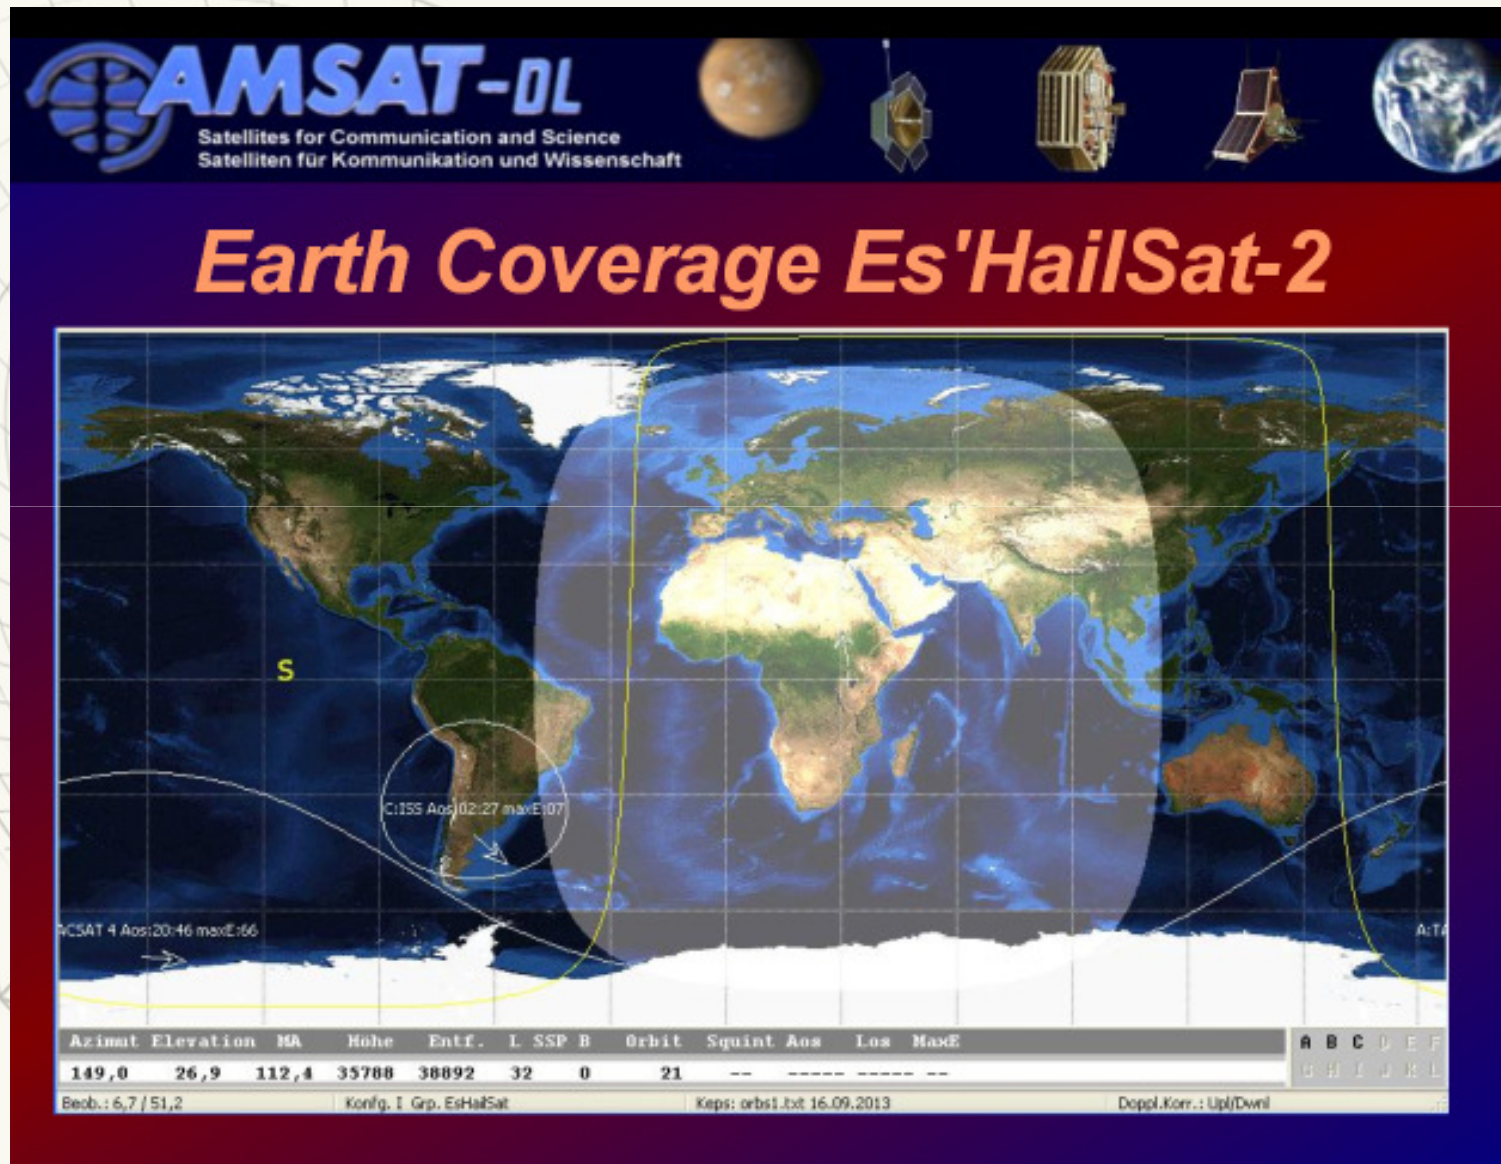 AMSAT-DL
Satellites for Communication and Science
Satelliten für Kommunikation und Wissenschaft
Earth Coverage Es'HailSat-2
S
C:ISS Aos:02:27 maxE:07
ACSAT 4 Aos:20:46 maxE:66
A:TA
Azimut Elevation MA Höhe Entf. L SSP B Orbit Squint Aos Los MaxE
A B C D E F
149,0 26,9 112,4 35788 38892 32 0 21 -- ----- ----- --
G H I J K L
Beob.: 6,7 / 51,2 Konfg. I Grp. EsHailSat Keps: orbs1.txt 16.09.2013 Doppl.Korr.: Upl/Dwnl